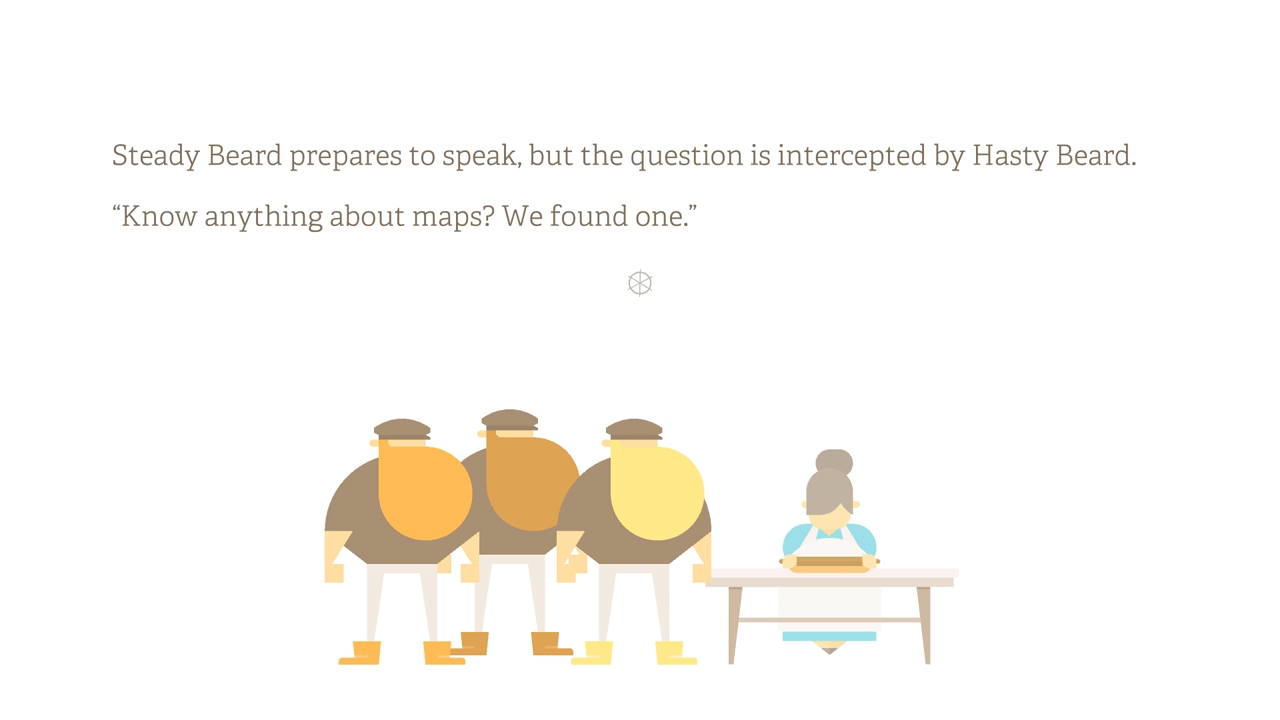 Steady Beard prepares to speak, but the question is intercepted by Hasty Beard.
“Know anything about maps? We found one.”